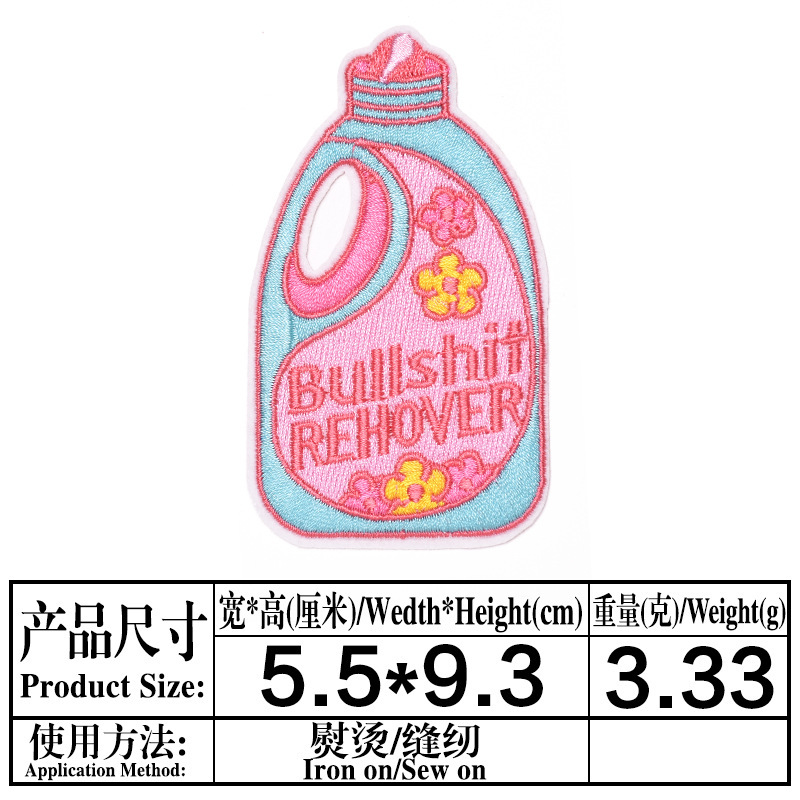 Bullshit
REHOVER
产品尺寸
Product Size:
宽*高(厘米)/Wedth*Height(cm)
重量(克)/Weight(g)
5.5*9.3
3.33
使用方法:
Application Method:
熨烫/缝纫
Iron on/Sew on